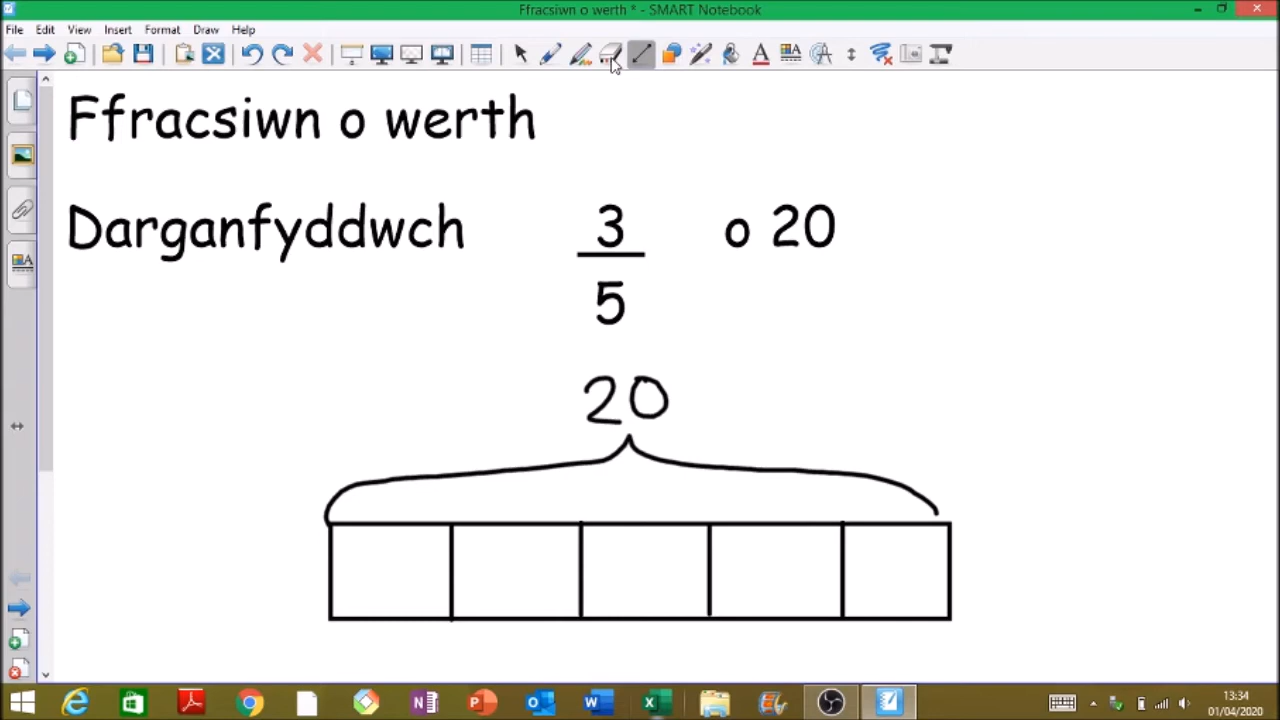 Ffracsiwn o werth * - SMART Notebook
File Edit View Insert Format Draw Help
Ffracsiwn o werth
Darganfyddwch 3 o 20
5
20
13:34
01/04/2020